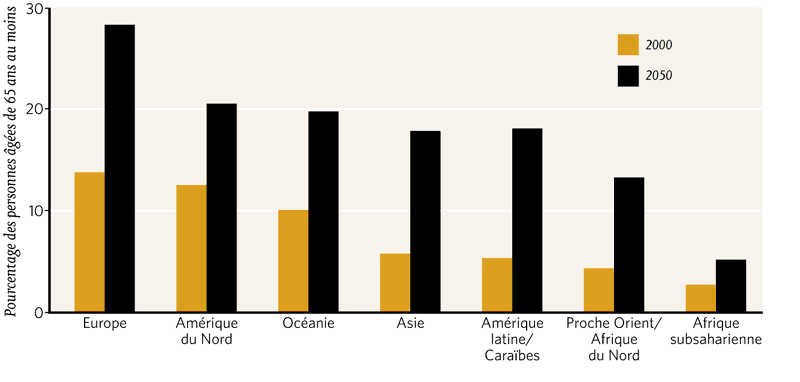 Pourcentage des personnes âgées de 65 ans au moins
30
20
10
0
2000
2050
Europe
Amérique
du Nord
Océanie
Asie
Amérique
latine/
Caraïbes
Proche Orient/
Afrique
du Nord
Afrique
subsaharienne